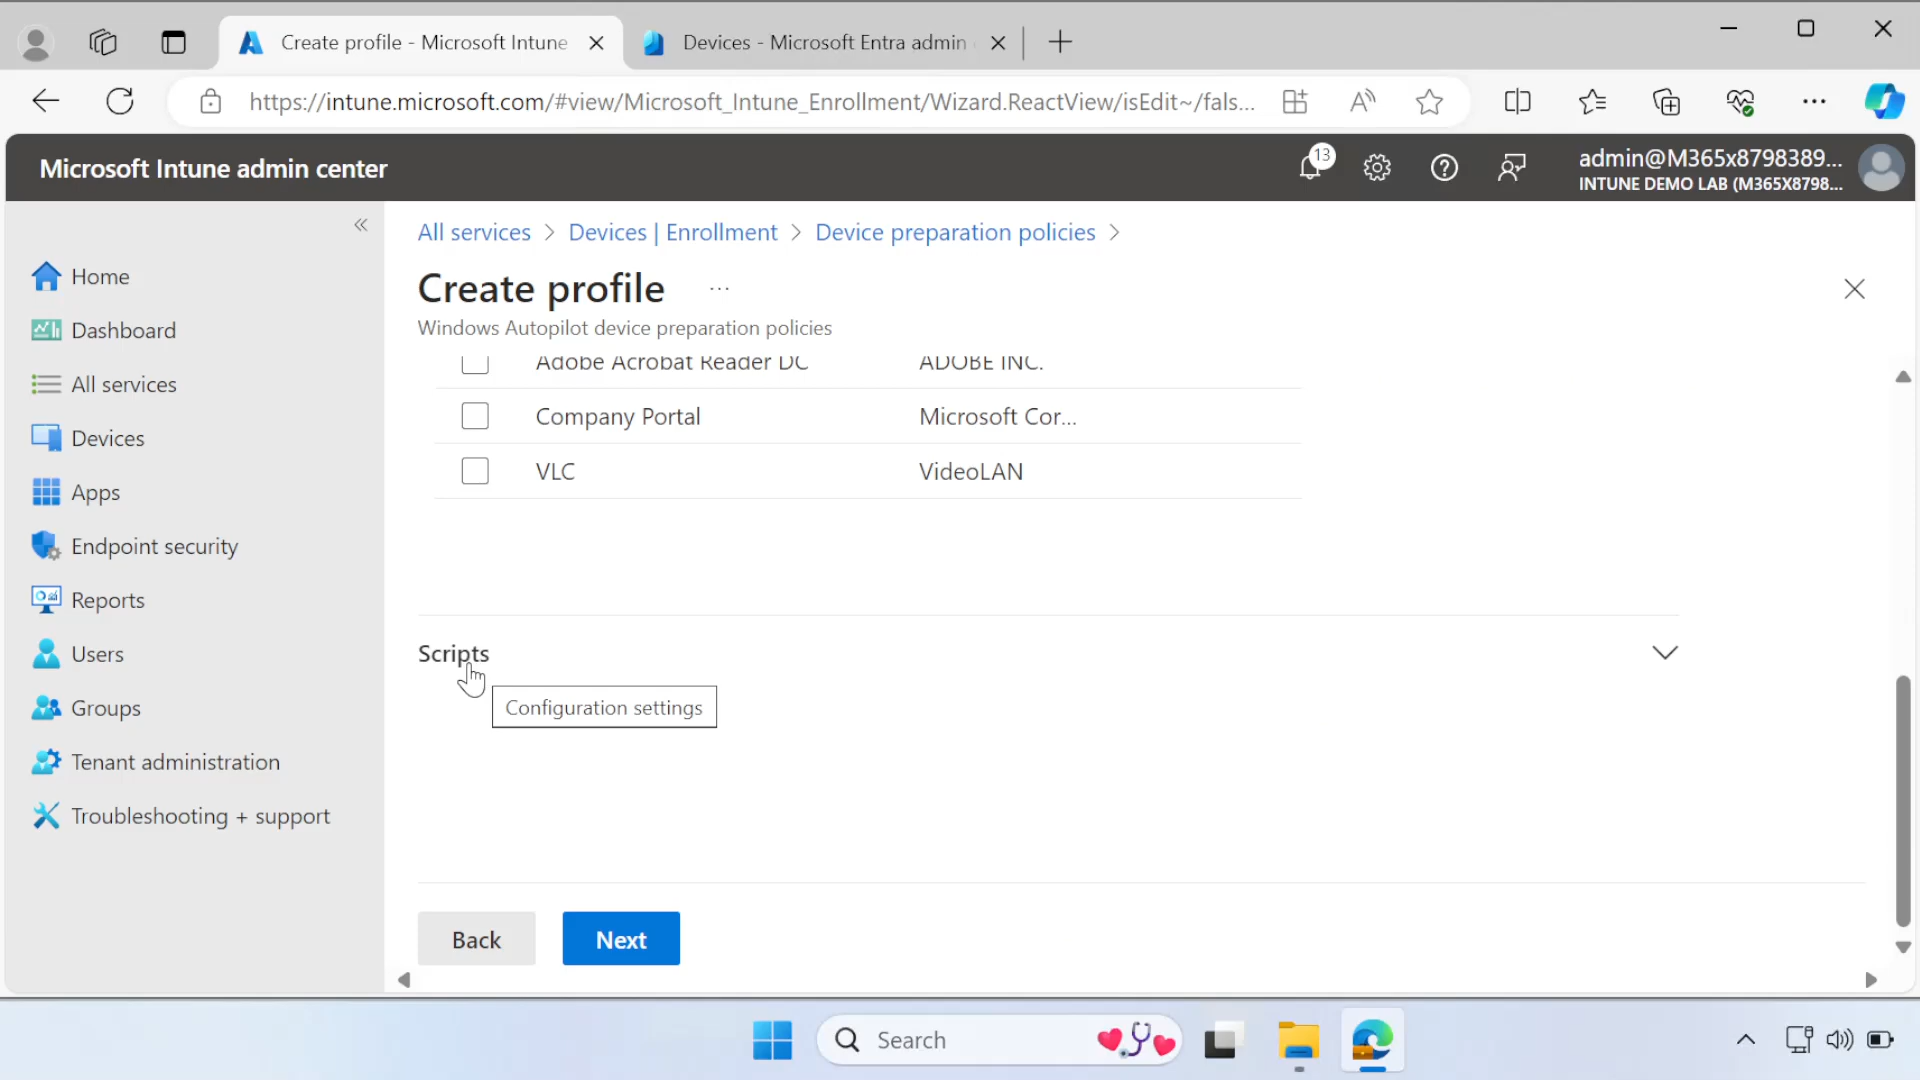 Create profile - Microsoft Intune
Devices - Microsoft Entra admin
https://intune.microsoft.com/#view/Microsoft_Intune_Enrollment/Wizard.ReactView/isEdit~/fals...
Microsoft Intune admin center
13
admin@M365x8798389...
INTUNE DEMO LAB (M365X8798...
All services > Devices | Enrollment > Device preparation policies >
Create profile ...
Windows Autopilot device preparation policies
Home
Dashboard
All services
Devices
Apps
Endpoint security
Reports
Users
Groups
Tenant administration
Troubleshooting + support
Adobe Acrobat Reader DC ADOBE INC.
Company Portal Microsoft Cor...
VLC VideoLAN
Scripts
Configuration settings
Back
Next
Search